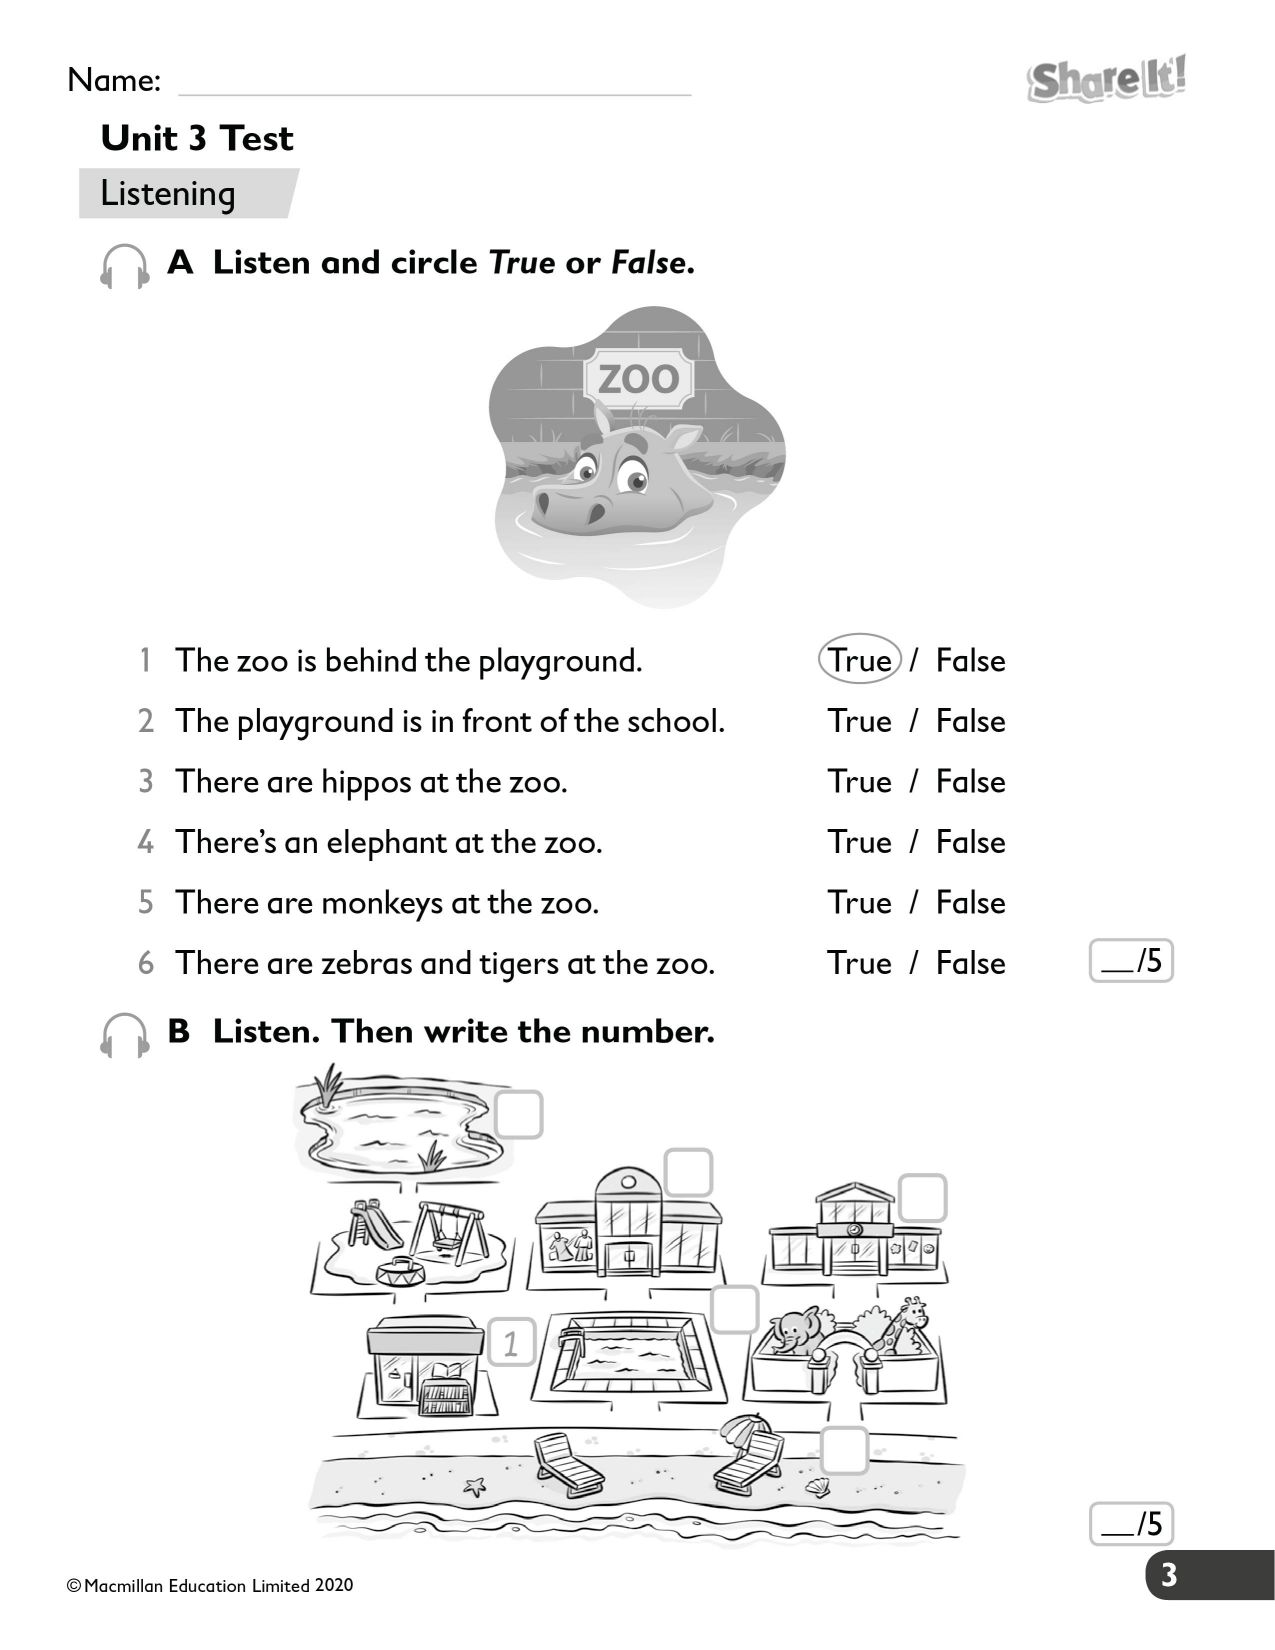 Name:
Share It!
Unit 3 Test
Listening
A Listen and circle True or False.
ZOO
1 The zoo is behind the playground. True / False
2 The playground is in front of the school. True / False
3 There are hippos at the zoo. True / False
4 There's an elephant at the zoo. True / False
5 There are monkeys at the zoo. True / False
6 There are zebras and tigers at the zoo. True / False
__/5
B Listen. Then write the number.
1
__/5
© Macmillan Education Limited 2020
3